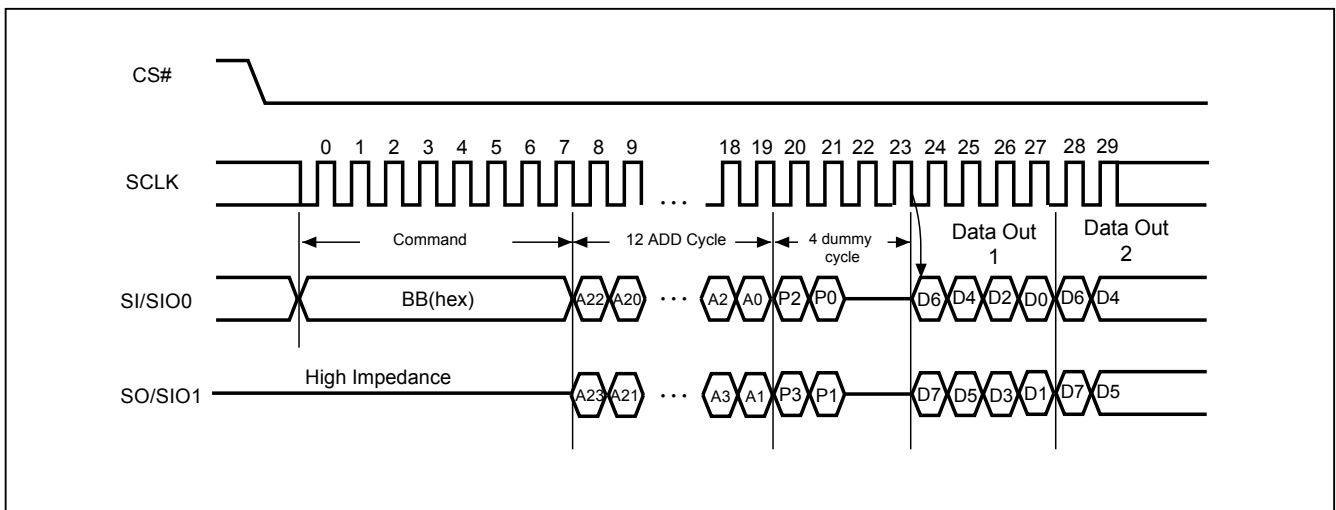 CS#
0 1 2 3 4 5 6 7 8 9 18 19 20 21 22 23 24 25 26 27 28 29
SCLK
...
Command
12 ADD Cycle
4 dummy
cycle
Data Out
1
Data Out
2
SI/SIO0
BB(hex)
A22 A20 ... A2 A0 P2 P0 D6 D4 D2 D0 D6 D4
High Impedance
SO/SIO1
A23 A21 ... A3 A1 P3 P1 D7 D5 D3 D1 D7 D5